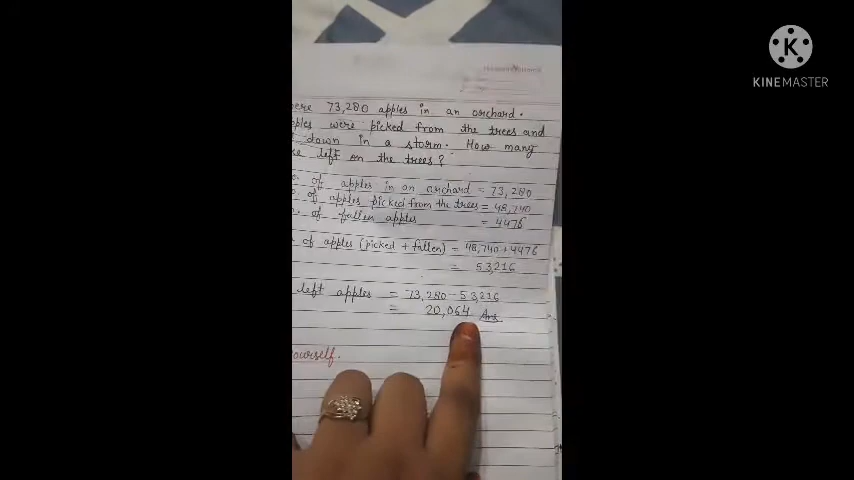 ere 73,280 apples in an orchard.
ples were picked from the trees and
down in a storm. How many
left on the trees?
of apples in an orchard = 73,280
of apples picked from the trees = 48,740
. of fallen apples = 4476
of apples (picked + fallen) = 48,740+4476
= 53,216
left apples = 73,280 - 53,216
= 20,064 Ans
ourself.
K
KINEMASTER